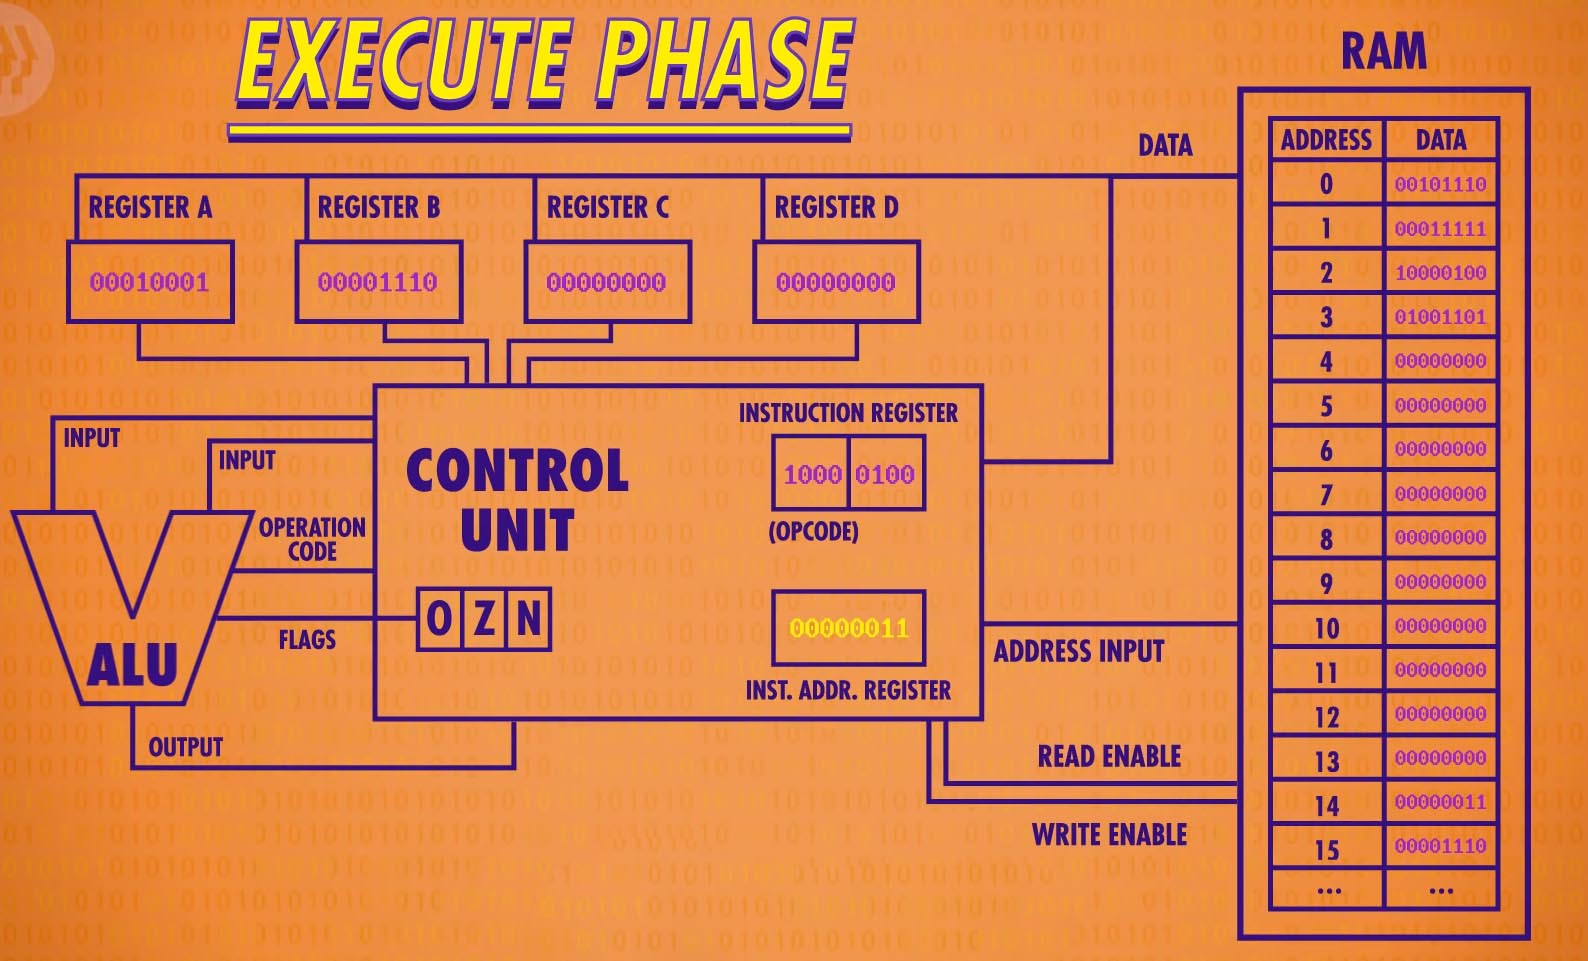 EXECUTE PHASE
RAM
DATA
ADDRESS DATA
0 00101110
1 00011111
2 10000100
3 01001101
4 00000000
5 00000000
6 00000000
7 00000000
8 00000000
9 00000000
10 00000000
11 00000000
12 00000000
13 00000000
14 00000011
15 00001110
... ...
REGISTER A
00010001
REGISTER B
00001110
REGISTER C
00000000
REGISTER D
00000000
INPUT
INPUT
OPERATION
CODE
FLAGS
ALU
OUTPUT
CONTROL
UNIT
O Z N
INSTRUCTION REGISTER
1000 0100
(OPCODE)
00000011
INST. ADDR. REGISTER
ADDRESS INPUT
READ ENABLE
WRITE ENABLE